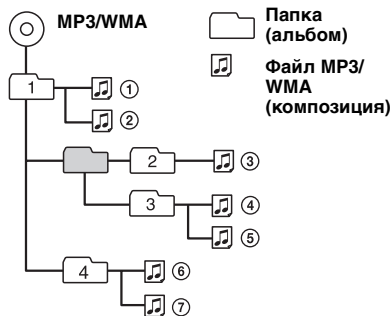 MP3/WMA
Папка
(альбом)
Файл MP3/
WMA
(композиция)
1
①
②
2
③
3
④
⑤
4
⑥
⑦